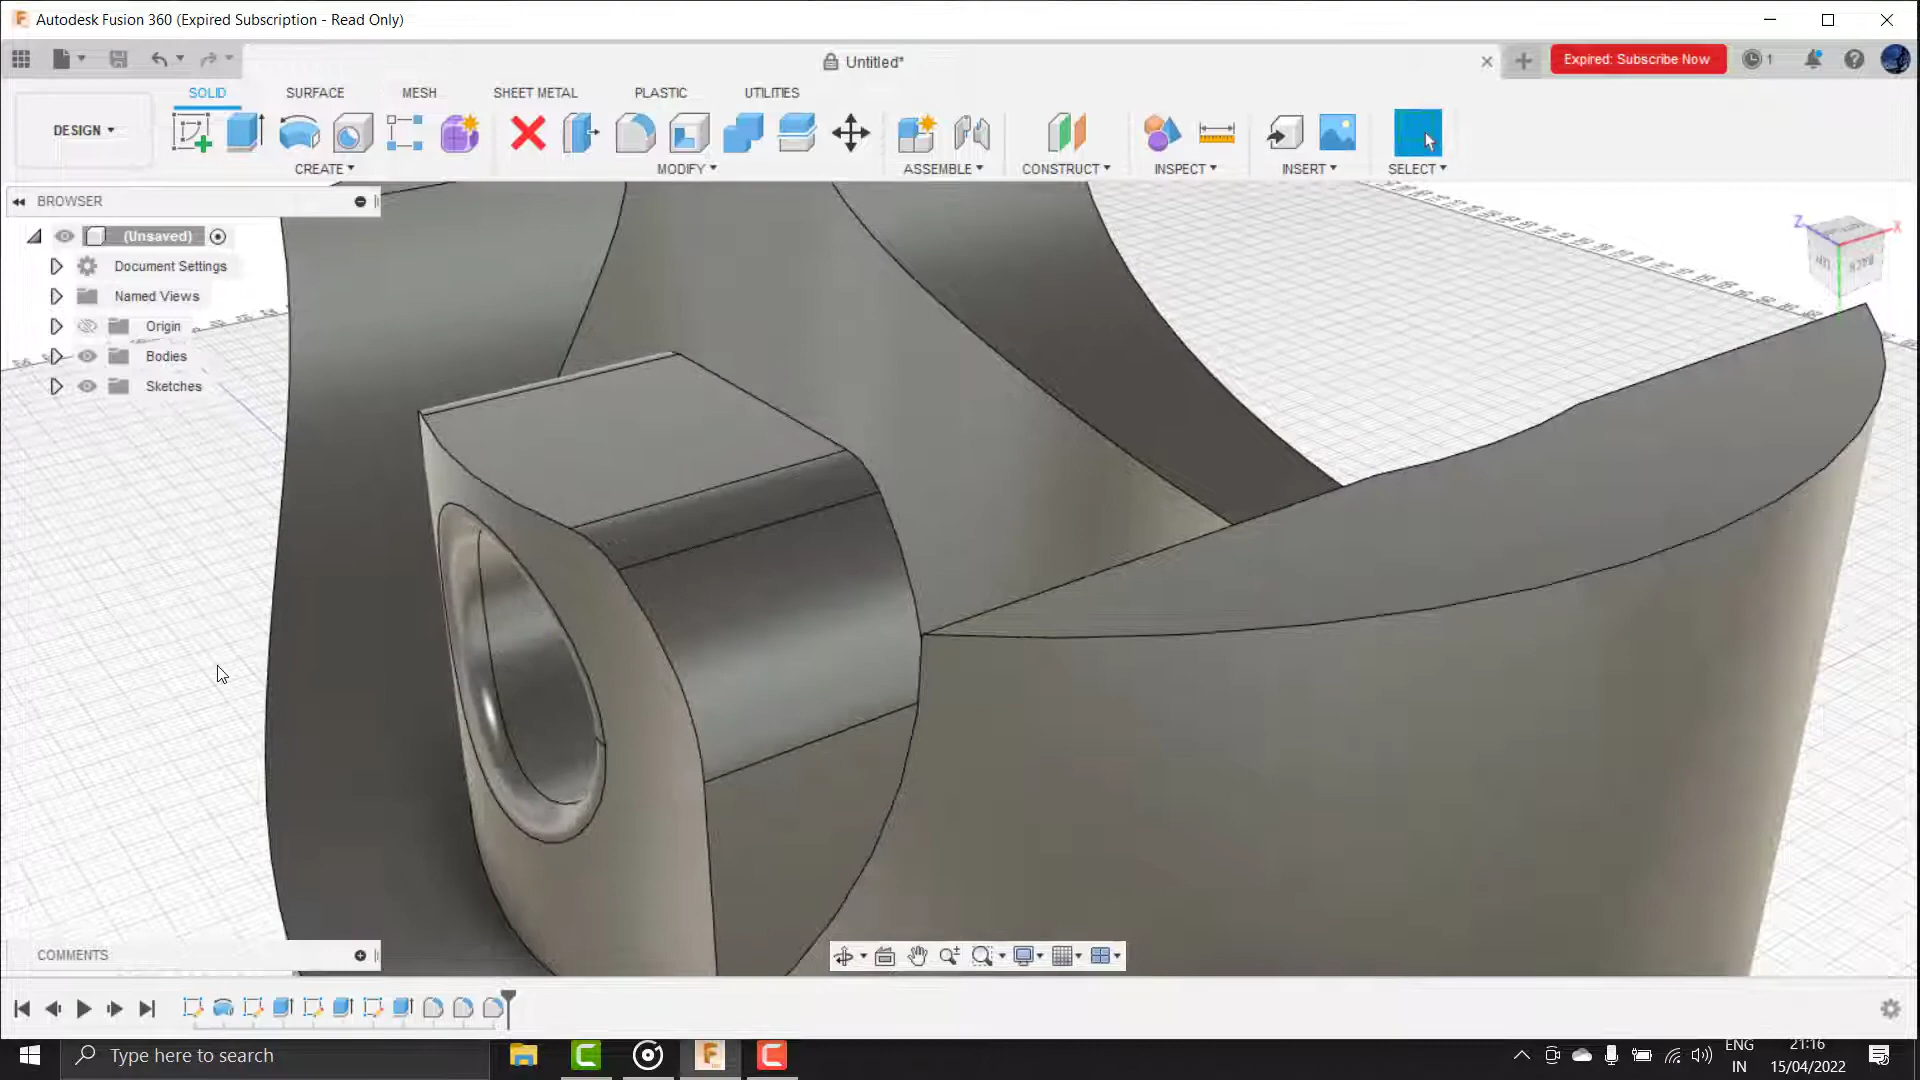 Autodesk Fusion 360 (Expired Subscription - Read Only)
Untitled*
Expired: Subscribe Now
1
SOLID
SURFACE
MESH
SHEET METAL
PLASTIC
UTILITIES
DESIGN
CREATE
MODIFY
ASSEMBLE
CONSTRUCT
INSPECT
INSERT
SELECT
BROWSER
(Unsaved)
Document Settings
Named Views
Origin
Bodies
Sketches
Z
X
BACK
COMMENTS
Type here to search
ENG
IN
21:16
15/04/2022